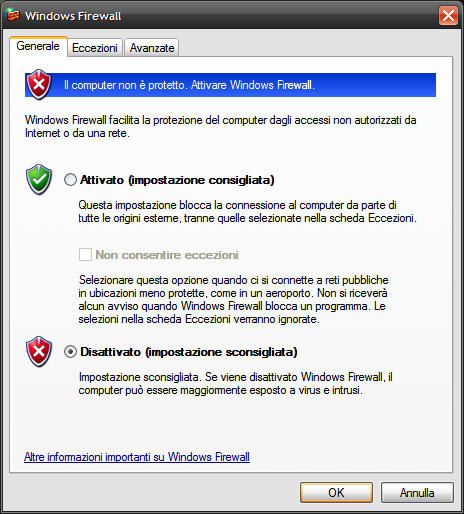 Windows Firewall
Generale
Eccezioni
Avanzate
Il computer non è protetto. Attivare Windows Firewall.
Windows Firewall facilita la protezione del computer dagli accessi non autorizzati da
Internet o da una rete.
Attivato (impostazione consigliata)
Questa impostazione blocca la connessione al computer da parte di
tutte le origini esterne, tranne quelle selezionate nella scheda Eccezioni.
Non consentire eccezioni
Selezionare questa opzione quando ci si connette a reti pubbliche
in ubicazioni meno protette, come in un aeroporto. Non si riceverà
alcun avviso quando Windows Firewall blocca un programma. Le
selezioni nella scheda Eccezioni verranno ignorate.
Disattivato (impostazione sconsigliata)
Impostazione sconsigliata. Se viene disattivato Windows Firewall, il
computer può essere maggiormente esposto a virus e intrusi.
Altre informazioni importanti su Windows Firewall
OK
Annulla